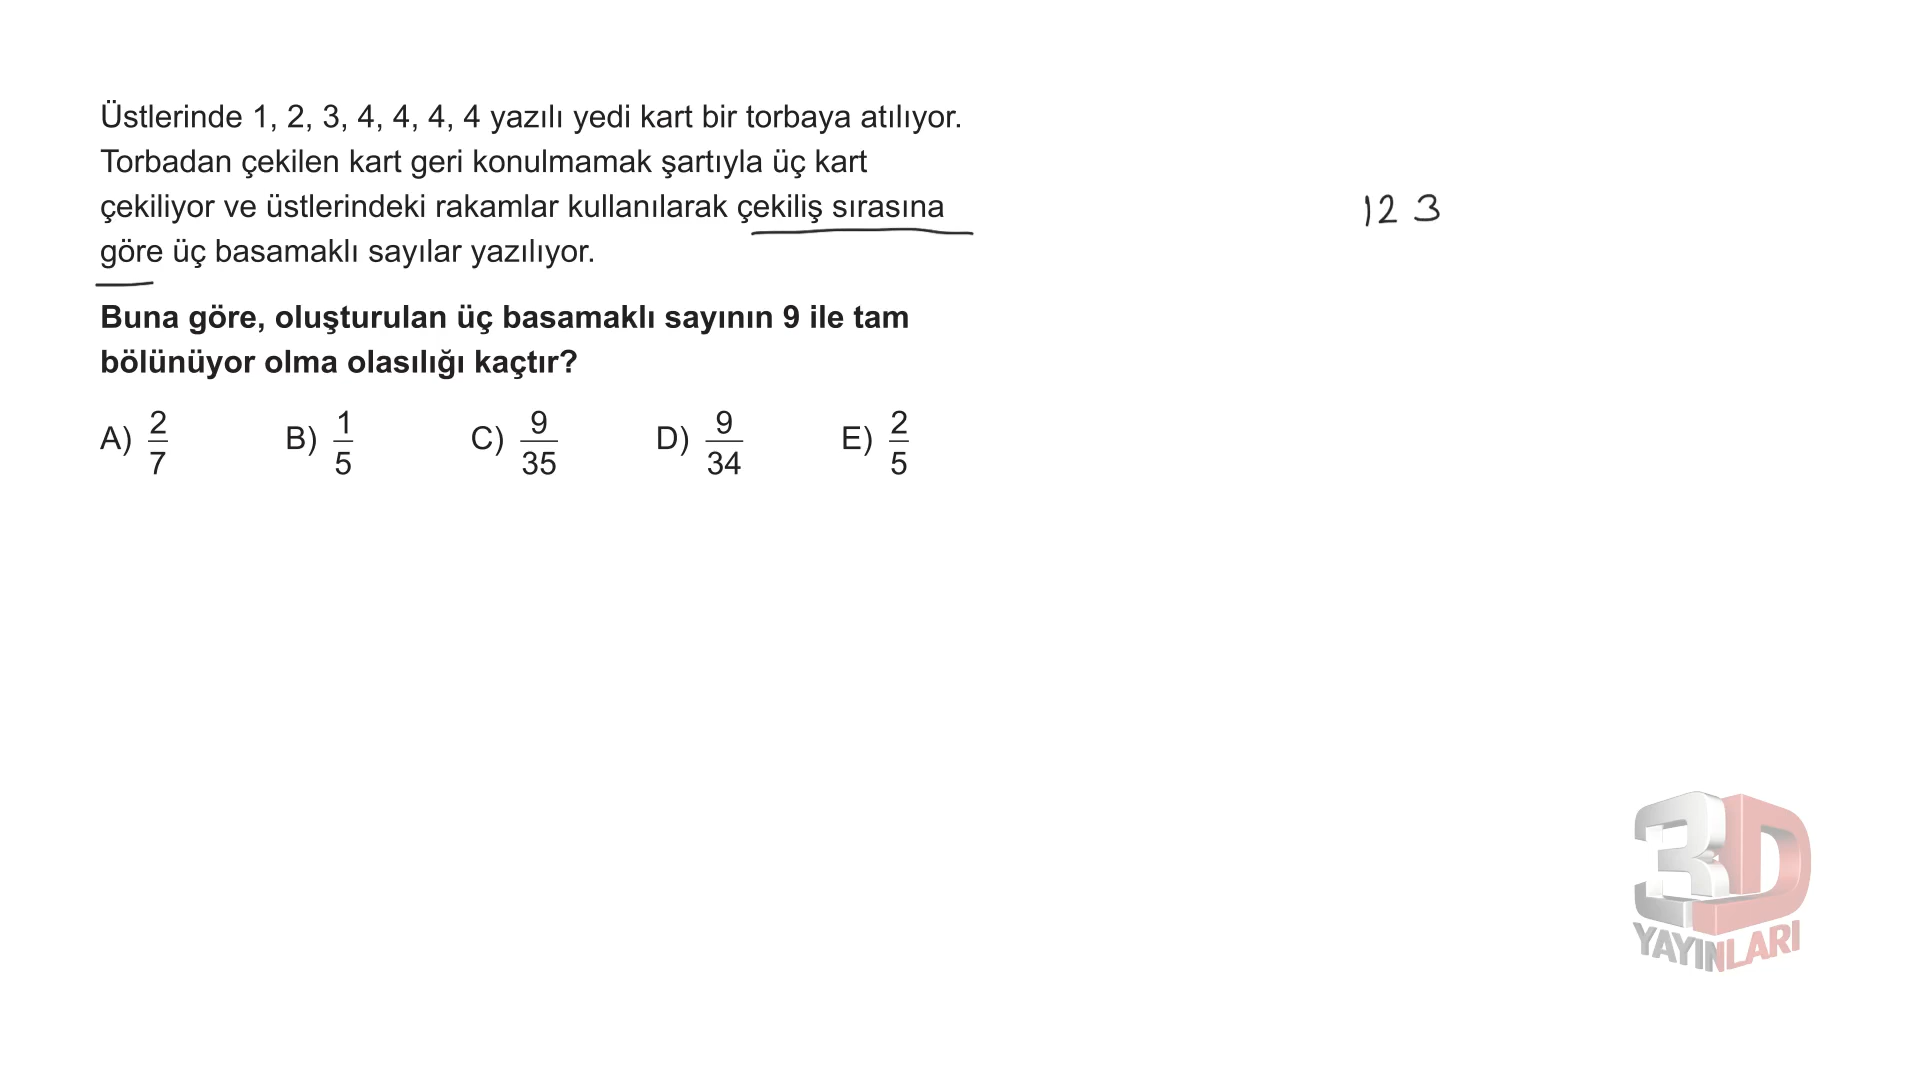 Üstlerinde 1, 2, 3, 4, 4, 4, 4 yazılı yedi kart bir torbaya atılıyor.
Torbadan çekilen kart geri konulmamak şartıyla üç kart
çekiliyor ve üstlerindeki rakamlar kullanılarak çekiliş sırasına
göre üç basamaklı sayılar yazılıyor.
123
Buna göre, oluşturulan üç basamaklı sayının 9 ile tam
bölünüyor olma olasılığı kaçtır?
A) 2/7 B) 1/5 C) 9/35 D) 9/34 E) 2/5
3D
YAYINLARI